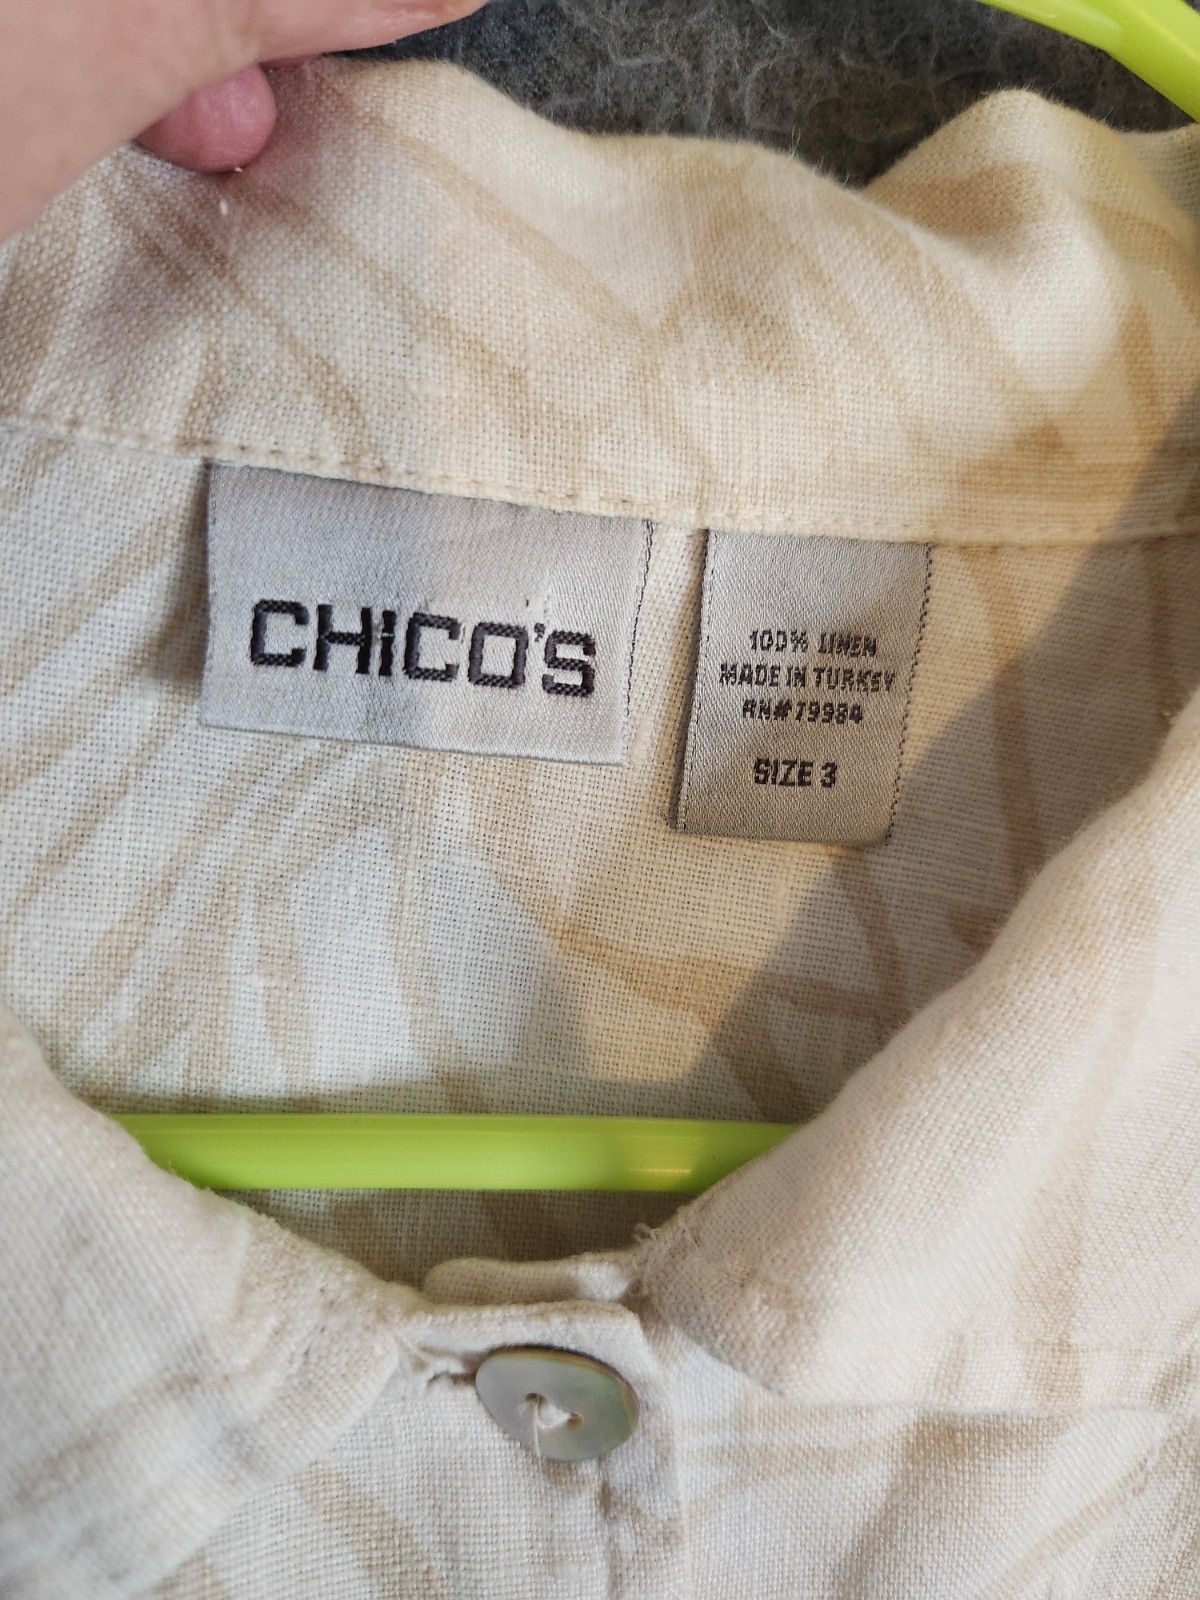 CHiCO'S
100% LINEN
MADE IN TURKEY
RN# 79984
SIZE 3